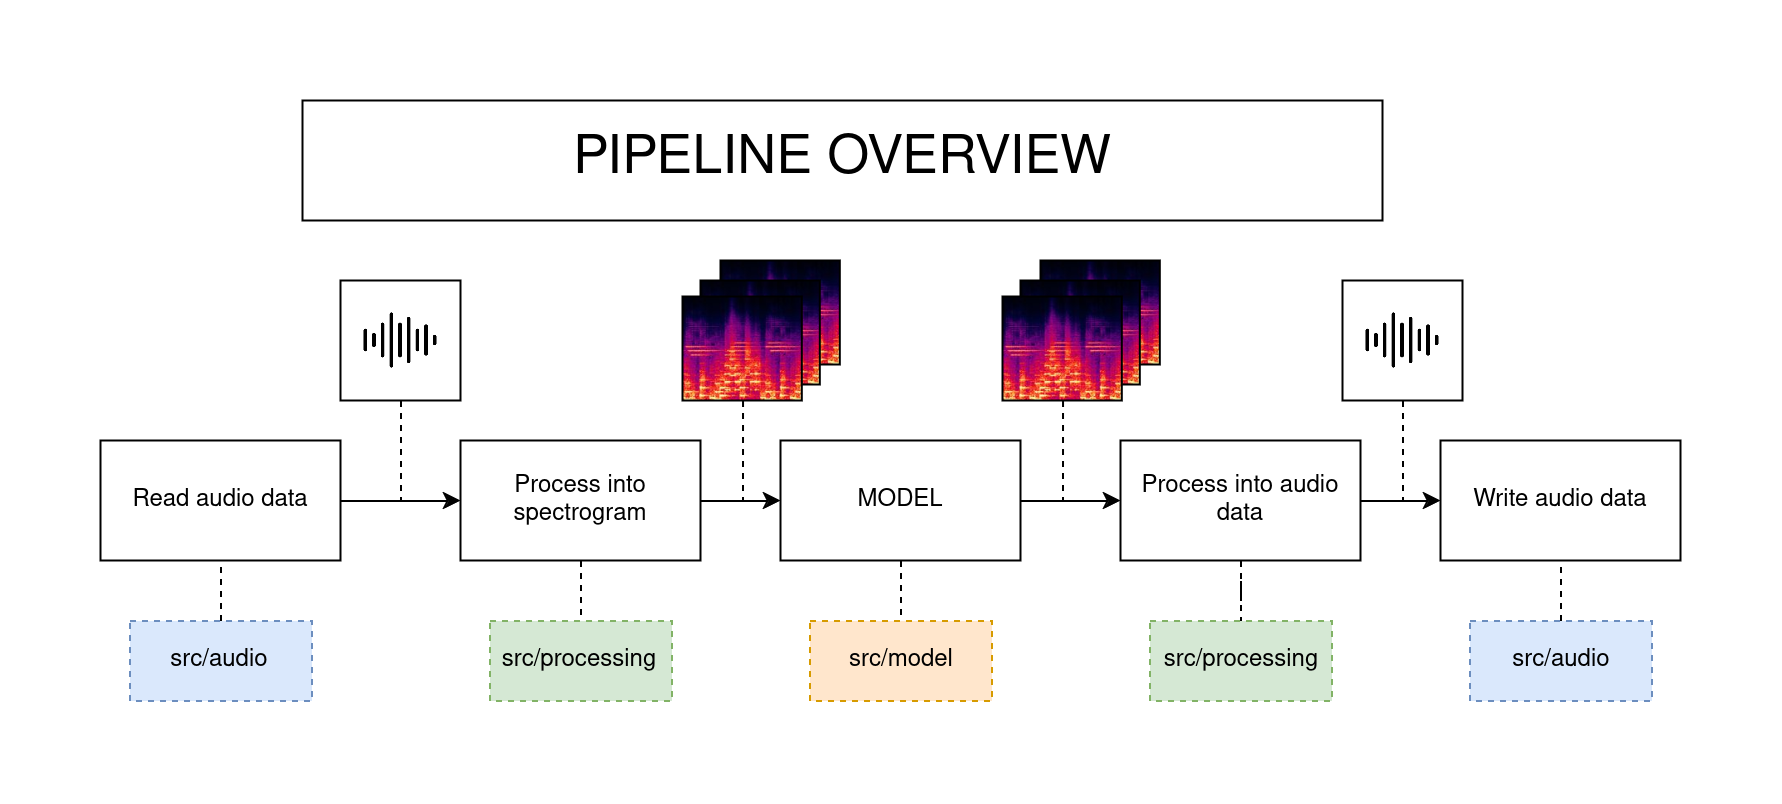 PIPELINE OVERVIEW
Read audio data
Process into
spectrogram
MODEL
Process into audio
data
Write audio data
src/audio
src/processing
src/model
src/processing
src/audio